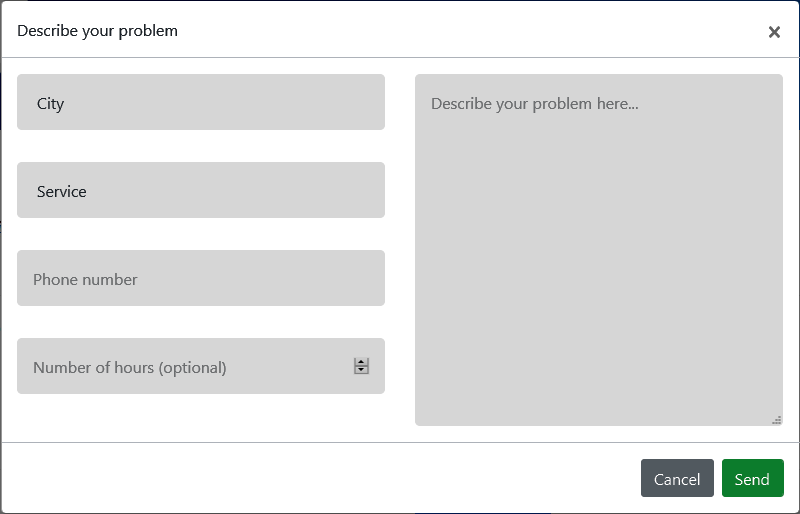 Describe your problem
×
City
Service
Phone number
Number of hours (optional)
Describe your problem here...
Cancel
Send